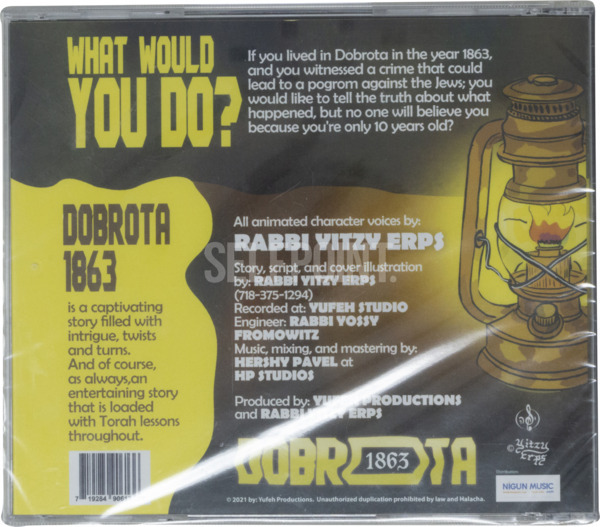 WHAT WOULD
YOU DO?
If you lived in Dobrota in the year 1863,
and you witnessed a crime that could
lead to a pogrom against the Jews; you
would like to tell the truth about what
happened, but no one will believe you
because you're only 10 years old?
DOBROTA
1863
is a captivating
story filled with
intrigue, twists
and turns.
And of course,
as always,an
entertaining story
that is loaded
with Torah lessons
throughout.
All animated character voices by:
RABBI YITZY ERPS
Story, script, and cover Illustration
by: RABBI YITZY ERPS
(718-375-1294)
Recorded at: YUFEH STUDIO
Engineer: RABBI YOSSY
FROMOWITZ
Music, mixing, and mastering by:
HERSHY PAVEL at
HP STUDIOS
Produced by: YUFEH PRODUCTIONS
and RABBI YITZY ERPS
SELLPOINT.
DOBROTA
1863
© Yitzy
Erps
Distribution:
NIGUN MUSIC
© 2021 by: Yufeh Productions. Unauthorized duplication prohibited by law and Halacha.